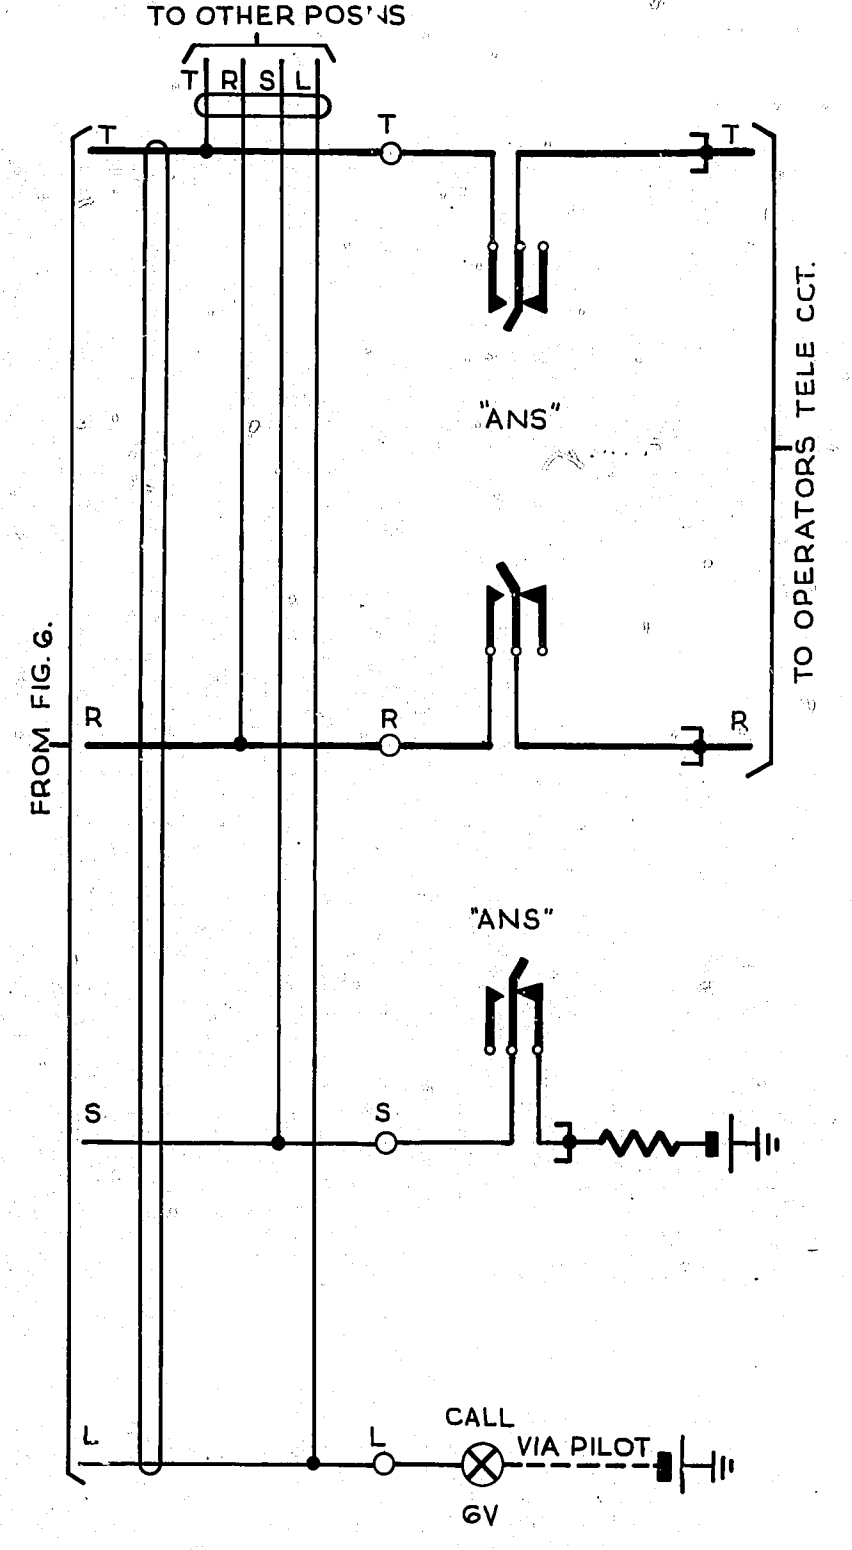 TO OTHER POS'NS
T R S L
T
T
T
"ANS"
TO OPERATORS TELE CCT.
FROM FIG. 6.
R
R
R
"ANS"
S
S
L
L
CALL
VIA PILOT
6V